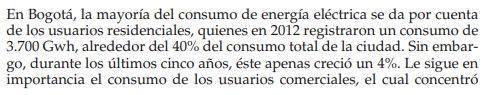 En Bogotá, la mayoría del consumo de energía eléctrica se da por cuenta
de los usuarios residenciales, quienes en 2012 registraron un consumo de
3.700 Gwh, alrededor del 40% del consumo total de la ciudad. Sin embar-
go, durante los últimos cinco años, éste apenas creció un 4%. Le sigue en
importancia el consumo de los usuarios comerciales, el cual concentró